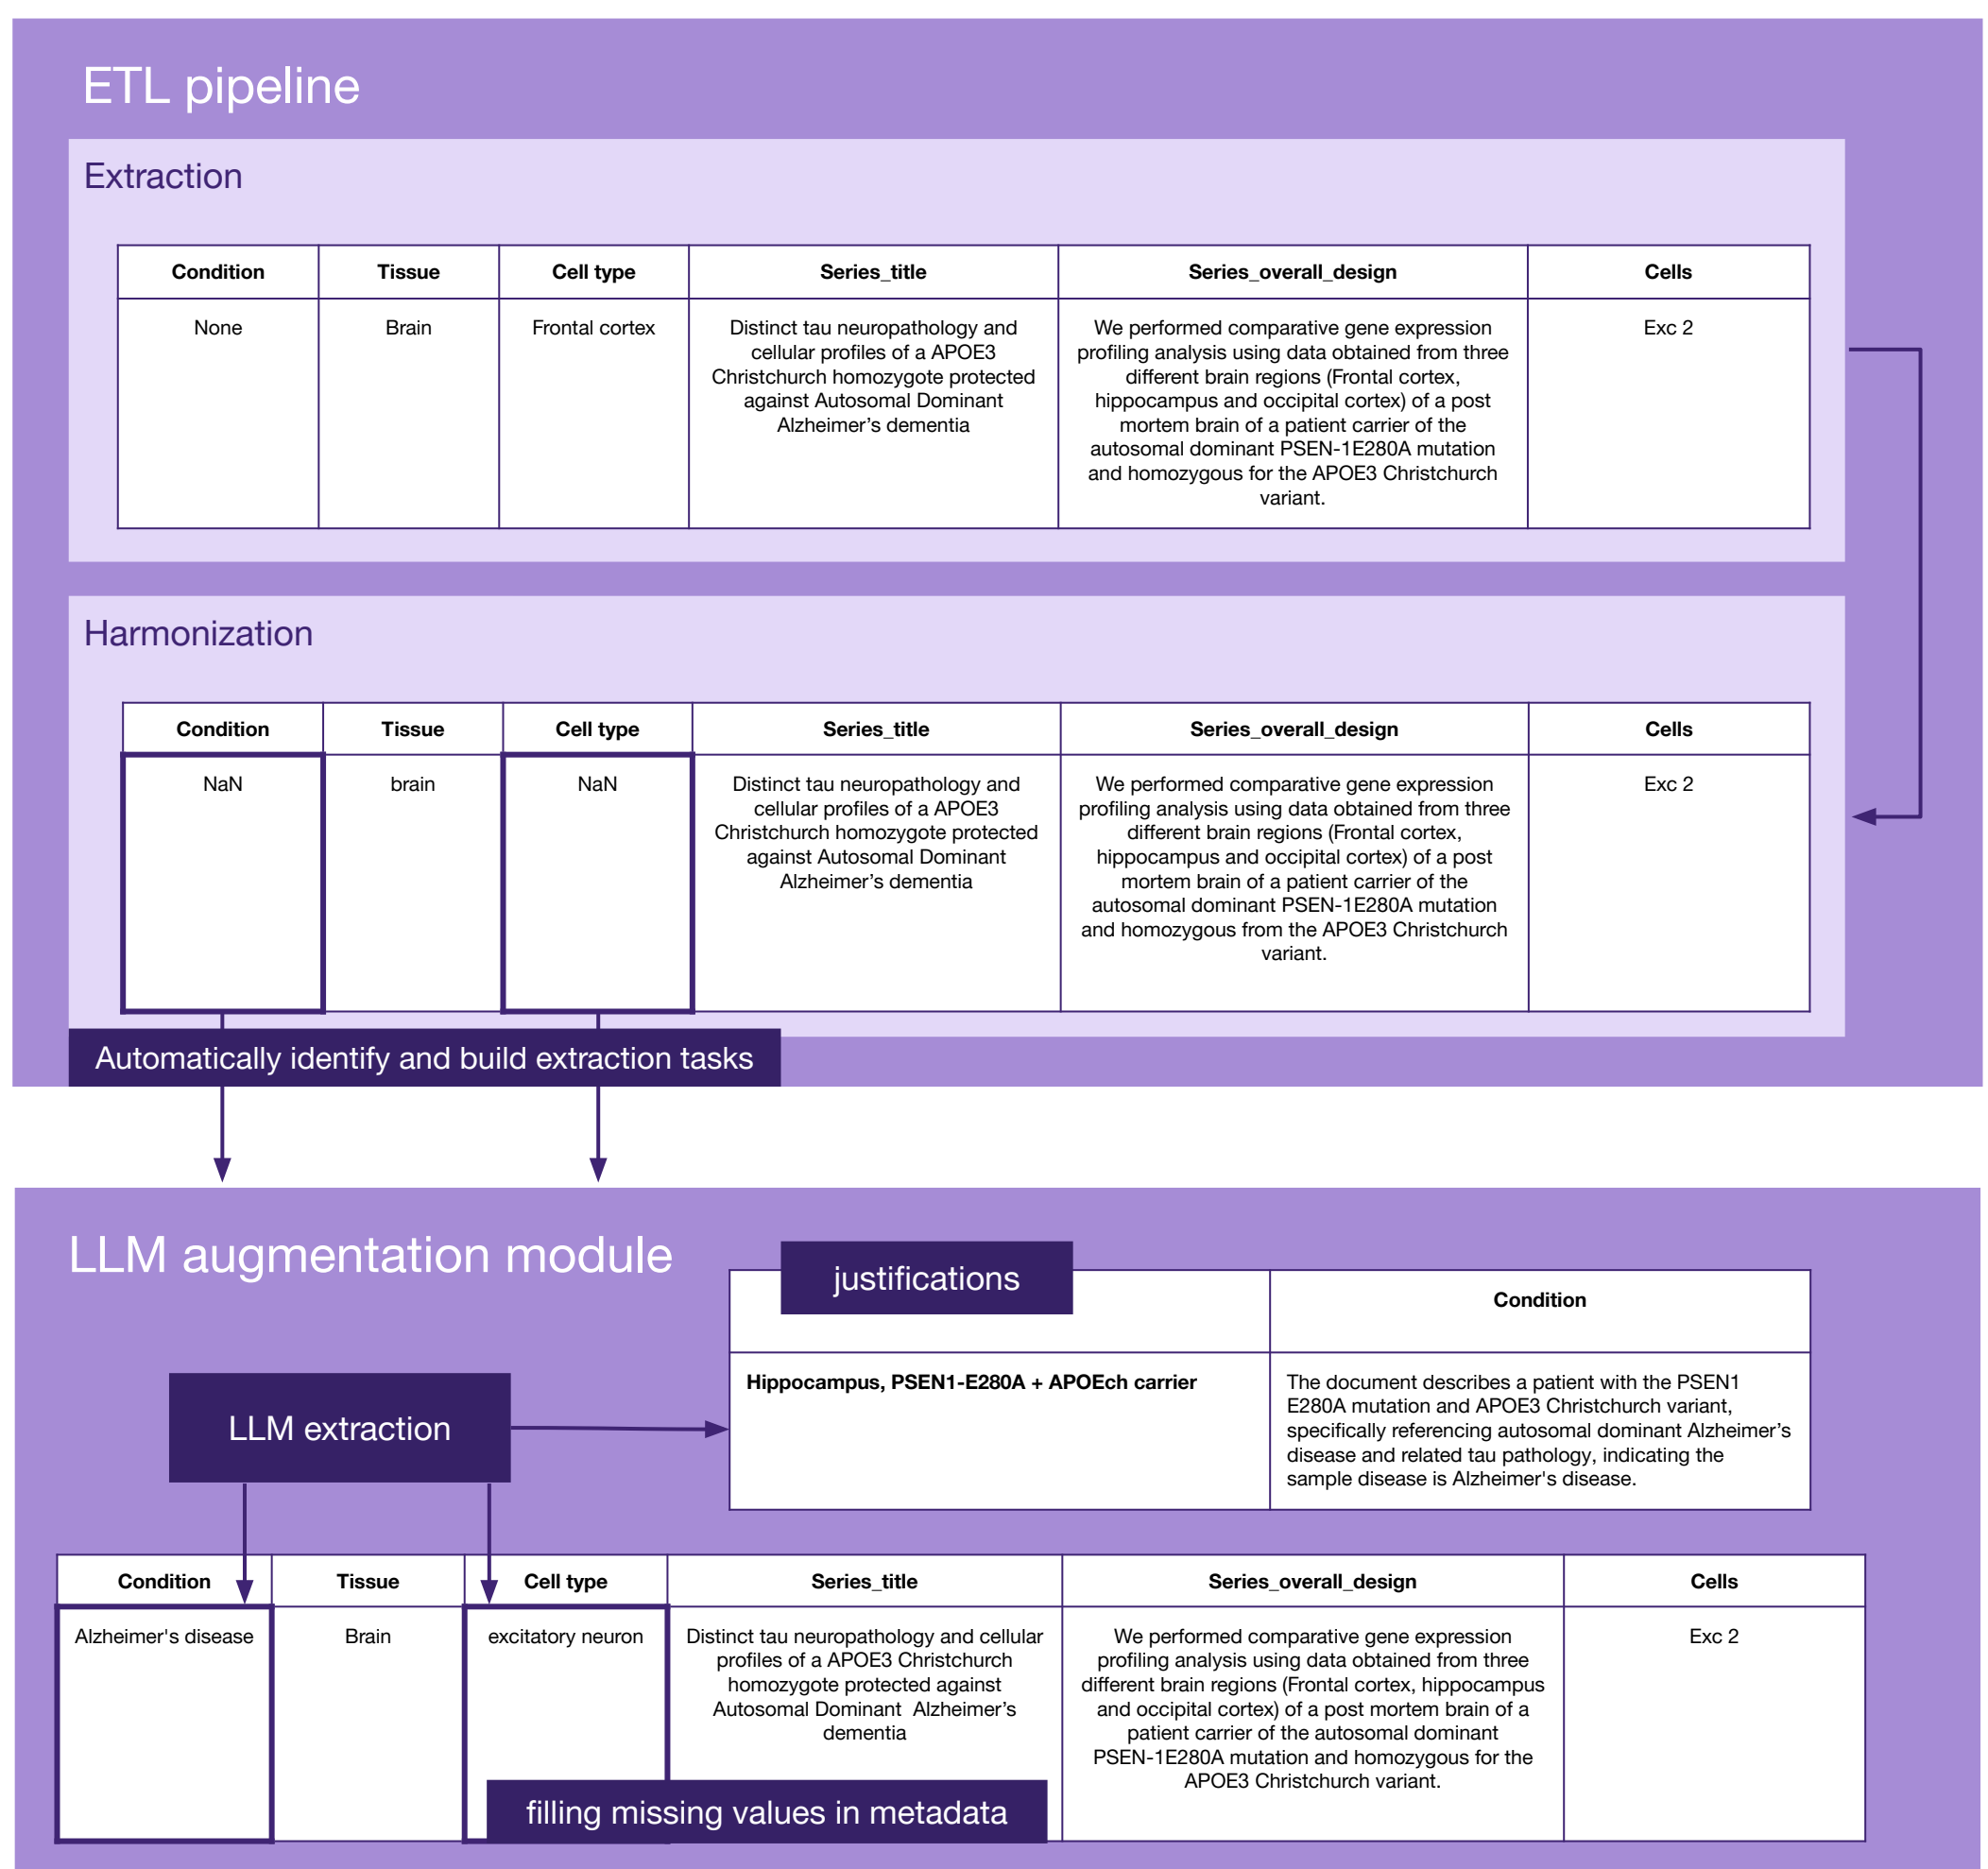 ETL pipeline
Extraction
Condition
Tissue
Cell type
Series_title
Series_overall_design
Cells
None
Brain
Frontal cortex
Distinct tau neuropathology and
cellular profiles of a APOE3
Christchurch homozygote protected
against Autosomal Dominant
Alzheimer’s dementia
We performed comparative gene expression
profiling analysis using data obtained from three
different brain regions (Frontal cortex,
hippocampus and occipital cortex) of a post
mortem brain of a patient carrier of the
autosomal dominant PSEN-1E280A mutation
and homozygous for the APOE3 Christchurch
variant.
Exc 2
Harmonization
Condition
Tissue
Cell type
Series_title
Series_overall_design
Cells
NaN
brain
NaN
Distinct tau neuropathology and
cellular profiles of a APOE3
Christchurch homozygote protected
against Autosomal Dominant
Alzheimer’s dementia
We performed comparative gene expression
profiling analysis using data obtained from three
different brain regions (Frontal cortex,
hippocampus and occipital cortex) of a post
mortem brain of a patient carrier of the
autosomal dominant PSEN-1E280A mutation
and homozygous from the APOE3 Christchurch
variant.
Exc 2
Automatically identify and build extraction tasks
LLM augmentation module
justifications
Condition
Hippocampus, PSEN1-E280A + APOEch carrier
The document describes a patient with the PSEN1
E280A mutation and APOE3 Christchurch variant,
specifically referencing autosomal dominant Alzheimer’s
disease and related tau pathology, indicating the
sample disease is Alzheimer's disease.
LLM extraction
Condition
Tissue
Cell type
Series_title
Series_overall_design
Cells
Alzheimer's disease
Brain
excitatory neuron
Distinct tau neuropathology and cellular
profiles of a APOE3 Christchurch
homozygote protected against
Autosomal Dominant  Alzheimer’s
dementia
We performed comparative gene expression
profiling analysis using data obtained from three
different brain regions (Frontal cortex, hippocampus
and occipital cortex) of a post mortem brain of a
patient carrier of the autosomal dominant
PSEN-1E280A mutation and homozygous for the
APOE3 Christchurch variant.
Exc 2
filling missing values in metadada